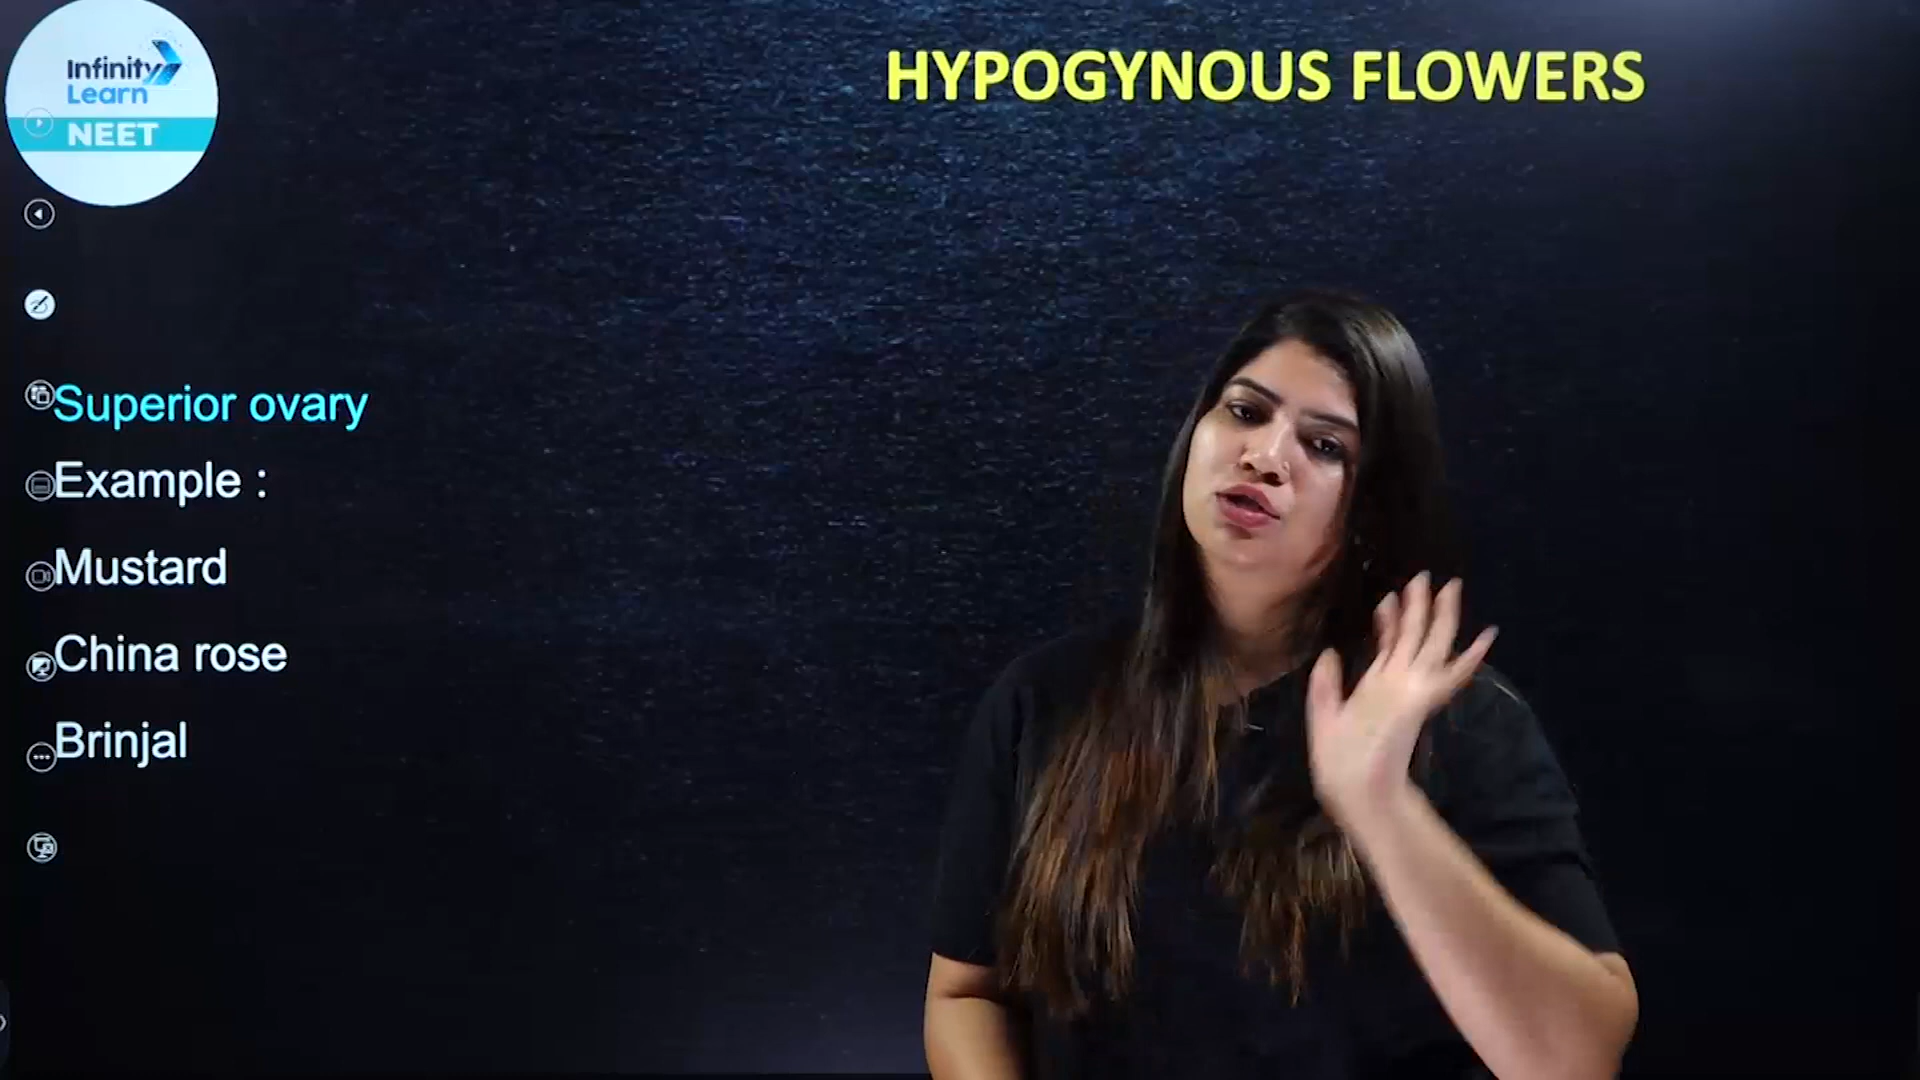 Infinity
Learn
NEET
HYPOGYNOUS FLOWERS
Superior ovary
Example :
Mustard
China rose
Brinjal